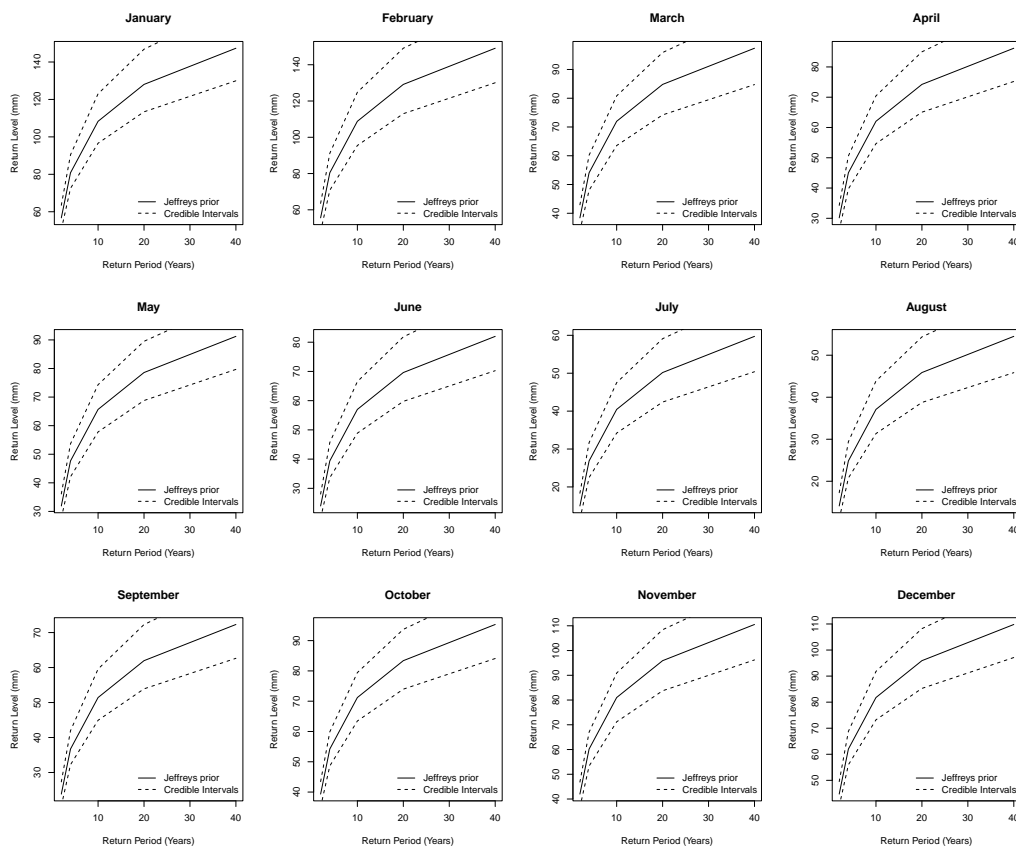 January
Return Level (mm)
60 80 100 120 140
Jeffreys prior
Credible Intervals
10 20 30 40
Return Period (Years)
February
Return Level (mm)
60 80 100 120 140
Jeffreys prior
Credible Intervals
10 20 30 40
Return Period (Years)
March
Return Level (mm)
40 50 60 70 80 90
Jeffreys prior
Credible Intervals
10 20 30 40
Return Period (Years)
April
Return Level (mm)
30 40 50 60 70 80
Jeffreys prior
Credible Intervals
10 20 30 40
Return Period (Years)
May
Return Level (mm)
30 40 50 60 70 80 90
Jeffreys prior
Credible Intervals
10 20 30 40
Return Period (Years)
June
Return Level (mm)
30 40 50 60 70 80
Jeffreys prior
Credible Intervals
10 20 30 40
Return Period (Years)
July
Return Level (mm)
20 30 40 50 60
Jeffreys prior
Credible Intervals
10 20 30 40
Return Period (Years)
August
Return Level (mm)
20 30 40 50
Jeffreys prior
Credible Intervals
10 20 30 40
Return Period (Years)
September
Return Level (mm)
30 40 50 60 70
Jeffreys prior
Credible Intervals
10 20 30 40
Return Period (Years)
October
Return Level (mm)
40 50 60 70 80 90
Jeffreys prior
Credible Intervals
10 20 30 40
Return Period (Years)
November
Return Level (mm)
40 50 60 70 80 90 100 110
Jeffreys prior
Credible Intervals
10 20 30 40
Return Period (Years)
December
Return Level (mm)
50 60 70 80 90 100 110
Jeffreys prior
Credible Intervals
10 20 30 40
Return Period (Years)